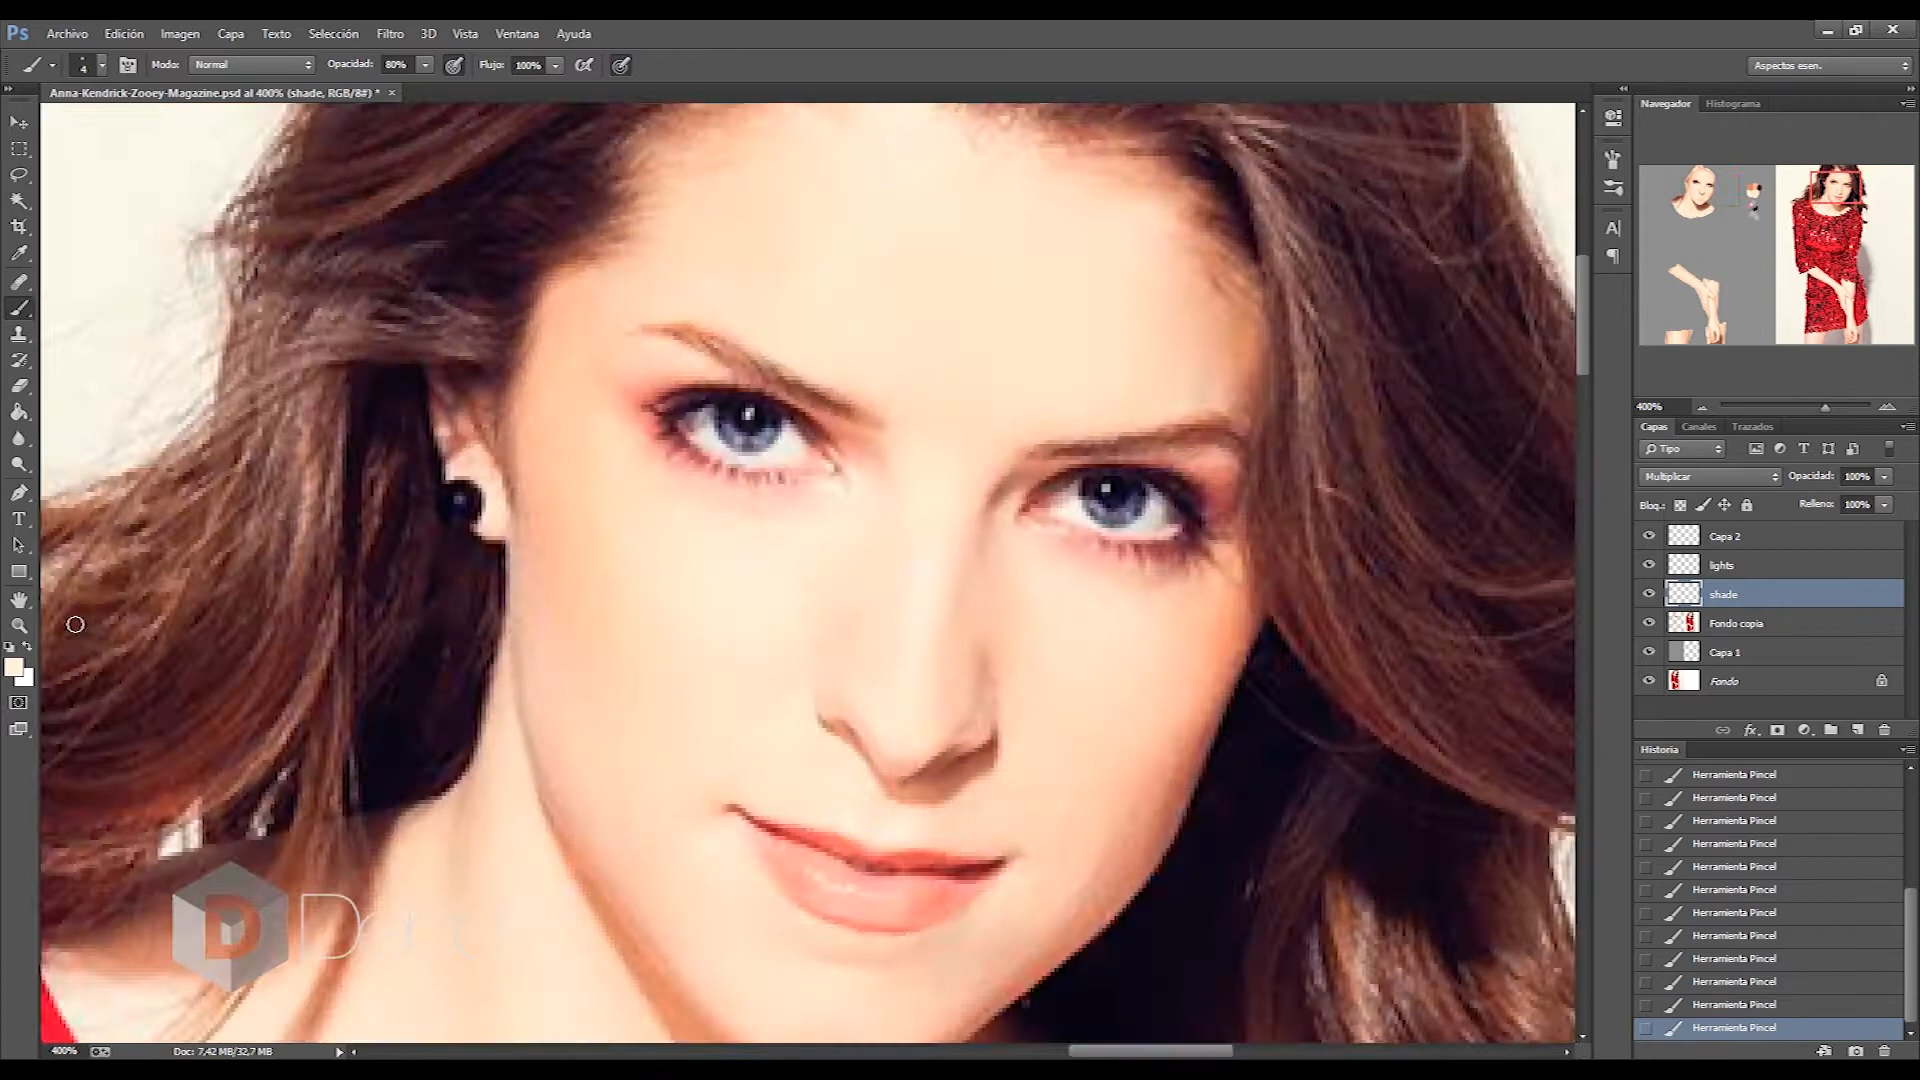 Ps Archivo Edición Imagen Capa Texto Selección Filtro 3D Vista Ventana Ayuda
4 Modo: Normal Opacidad: 80% Flujo: 100% Aspectos esen.
Anna-Kendrick-Zooey-Magazine.psd al 400% (shade, RGB/8#) * ×
Navegador Histograma
400%
Capas Canales Trazados
Tipo
Multiplicar Opacidad: 100%
Bloq.: Relleno: 100%
Capa 2
lights
shade
Fondo copia
Capa 1
Fondo
Historia
Herramienta Pincel
Herramienta Pincel
Herramienta Pincel
Herramienta Pincel
Herramienta Pincel
Herramienta Pincel
Herramienta Pincel
Herramienta Pincel
Herramienta Pincel
Herramienta Pincel
Herramienta Pincel
Herramienta Pincel
D
400% Doc: 7,42 MB/32,7 MB